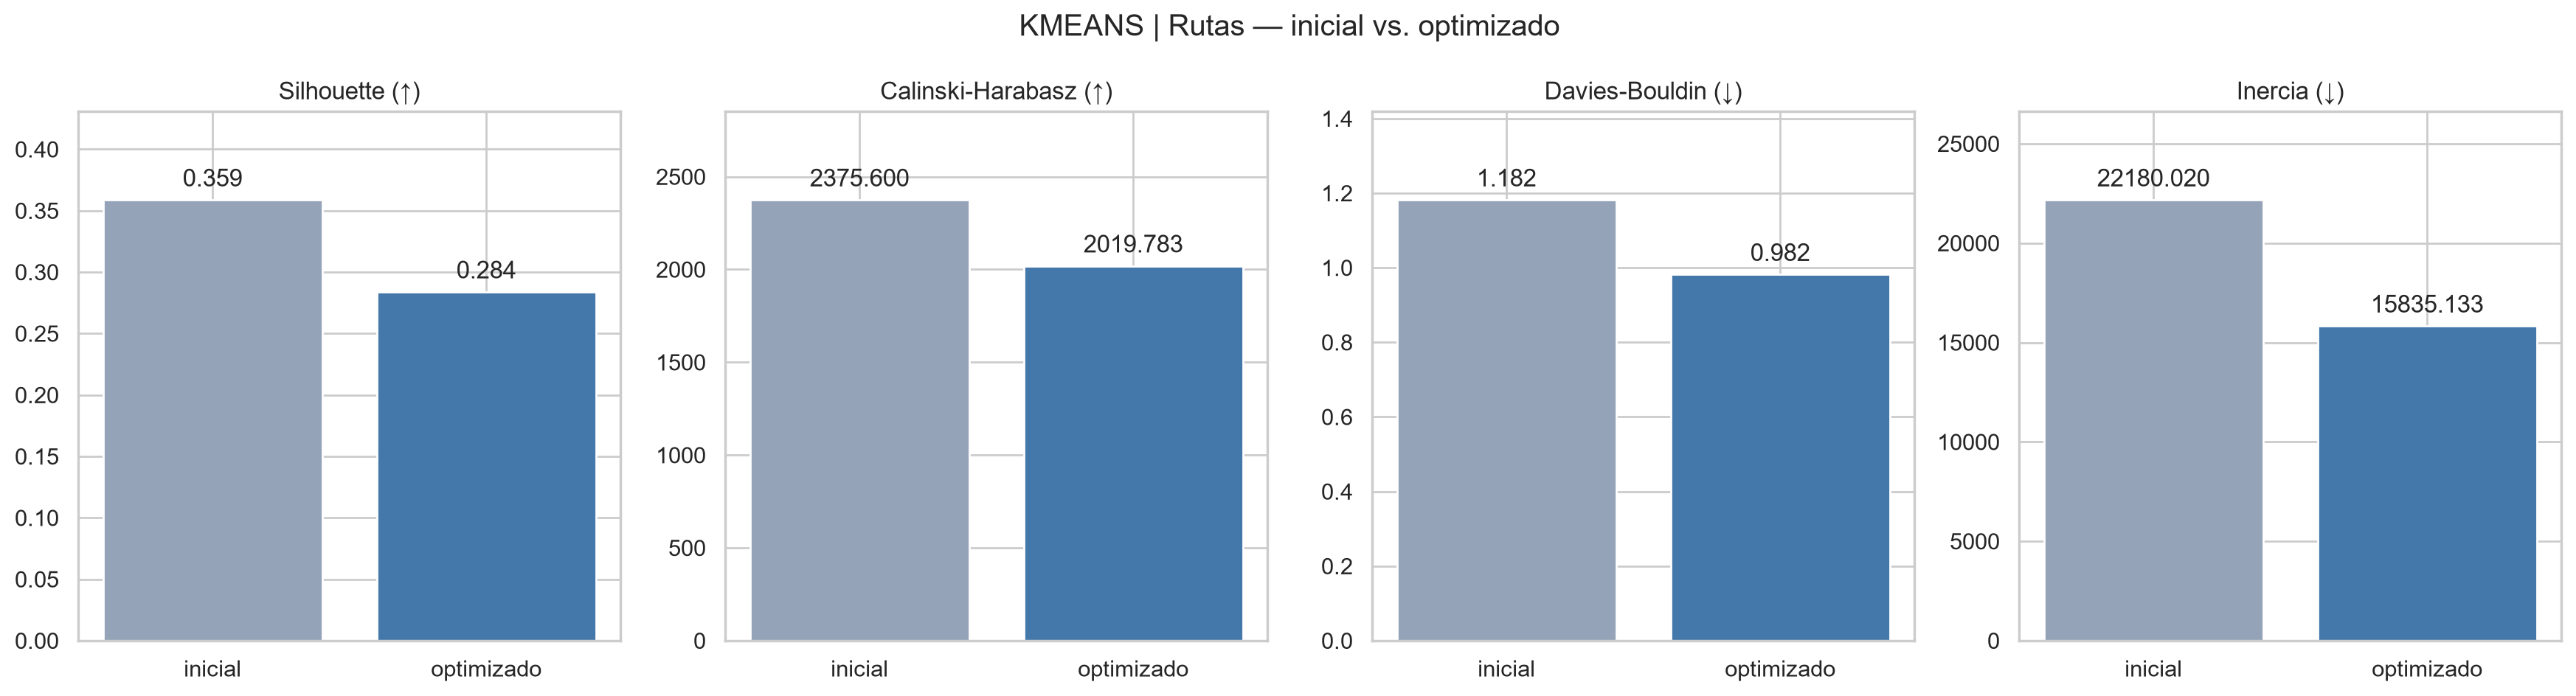 KMEANS | Rutas — inicial vs. optimizado
Silhouette (↑)
0.40
0.35
0.30
0.25
0.20
0.15
0.10
0.05
0.00
0.359
0.284
inicial
optimizado
Calinski-Harabasz (↑)
2500
2000
1500
1000
500
0
2375.600
2019.783
inicial
optimizado
Davies-Bouldin (↓)
1.4
1.2
1.0
0.8
0.6
0.4
0.2
0.0
1.182
0.982
inicial
optimizado
Inercia (↓)
25000
20000
15000
10000
5000
0
22180.020
15835.133
inicial
optimizado